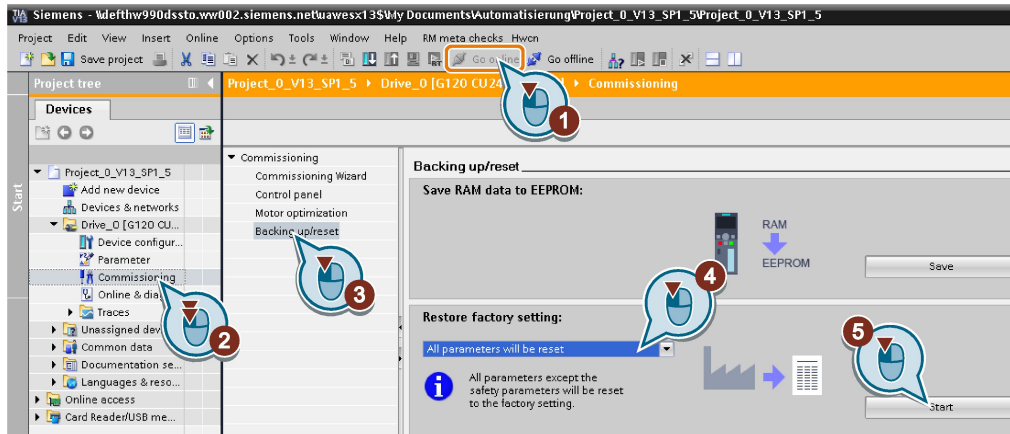 Siemens - \\defthw990dssto.ww002.siemens.net\uawesx13$\My Documents\Automatisierung\Project_0_V13_SP1_5\Project_0_V13_SP1_5
Project Edit View Insert Online Options Tools Window Help RM meta checks Hwcn
Save project Go online Go offline
Project tree
Project_0_V13_SP1_5 Drive_0 [G120 CU24 Commissioning
1
Devices
Start
Project_0_V13_SP1_5
Add new device
Devices & networks
Drive_0 [G120 CU...
Device configur...
Parameter
Commissioning
Online & dia
Traces
Unassigned dev
Common data
Documentation se...
Languages & reso...
Online access
Card Reader/USB me...
2
Commissioning
Commissioning Wizard
Control panel
Motor optimization
Backing up/reset
3
Backing up/reset
Save RAM data to EEPROM:
RAM
EEPROM
Save
4
Restore factory setting:
5
All parameters will be reset
All parameters except the
safety parameters will be reset
to the factory setting.
Start